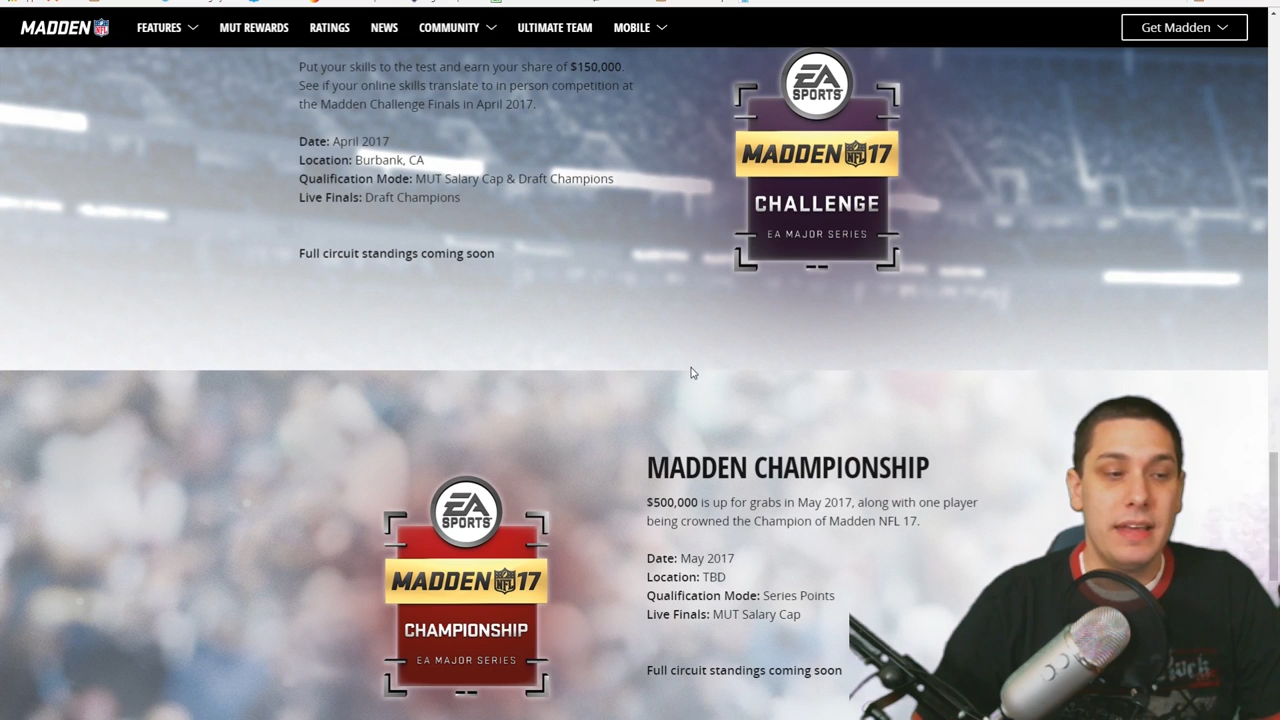 MADDEN NFL
FEATURES
MUT REWARDS
RATINGS
NEWS
COMMUNITY
ULTIMATE TEAM
MOBILE
Get Madden
Put your skills to the test and earn your share of $150,000.
See if your online skills translate to in person competition at
the Madden Challenge Finals in April 2017.
Date: April 2017
Location: Burbank, CA
Qualification Mode: MUT Salary Cap & Draft Champions
Live Finals: Draft Champions
Full circuit standings coming soon
EA
SPORTS
MADDEN NFL 17
CHALLENGE
EA MAJOR SERIES
EA
SPORTS
MADDEN NFL 17
CHAMPIONSHIP
EA MAJOR SERIES
MADDEN CHAMPIONSHIP
$500,000 is up for grabs in May 2017, along with one player
being crowned the Champion of Madden NFL 17.
Date: May 2017
Location: TBD
Qualification Mode: Series Points
Live Finals: MUT Salary Cap
Full circuit standings coming soon